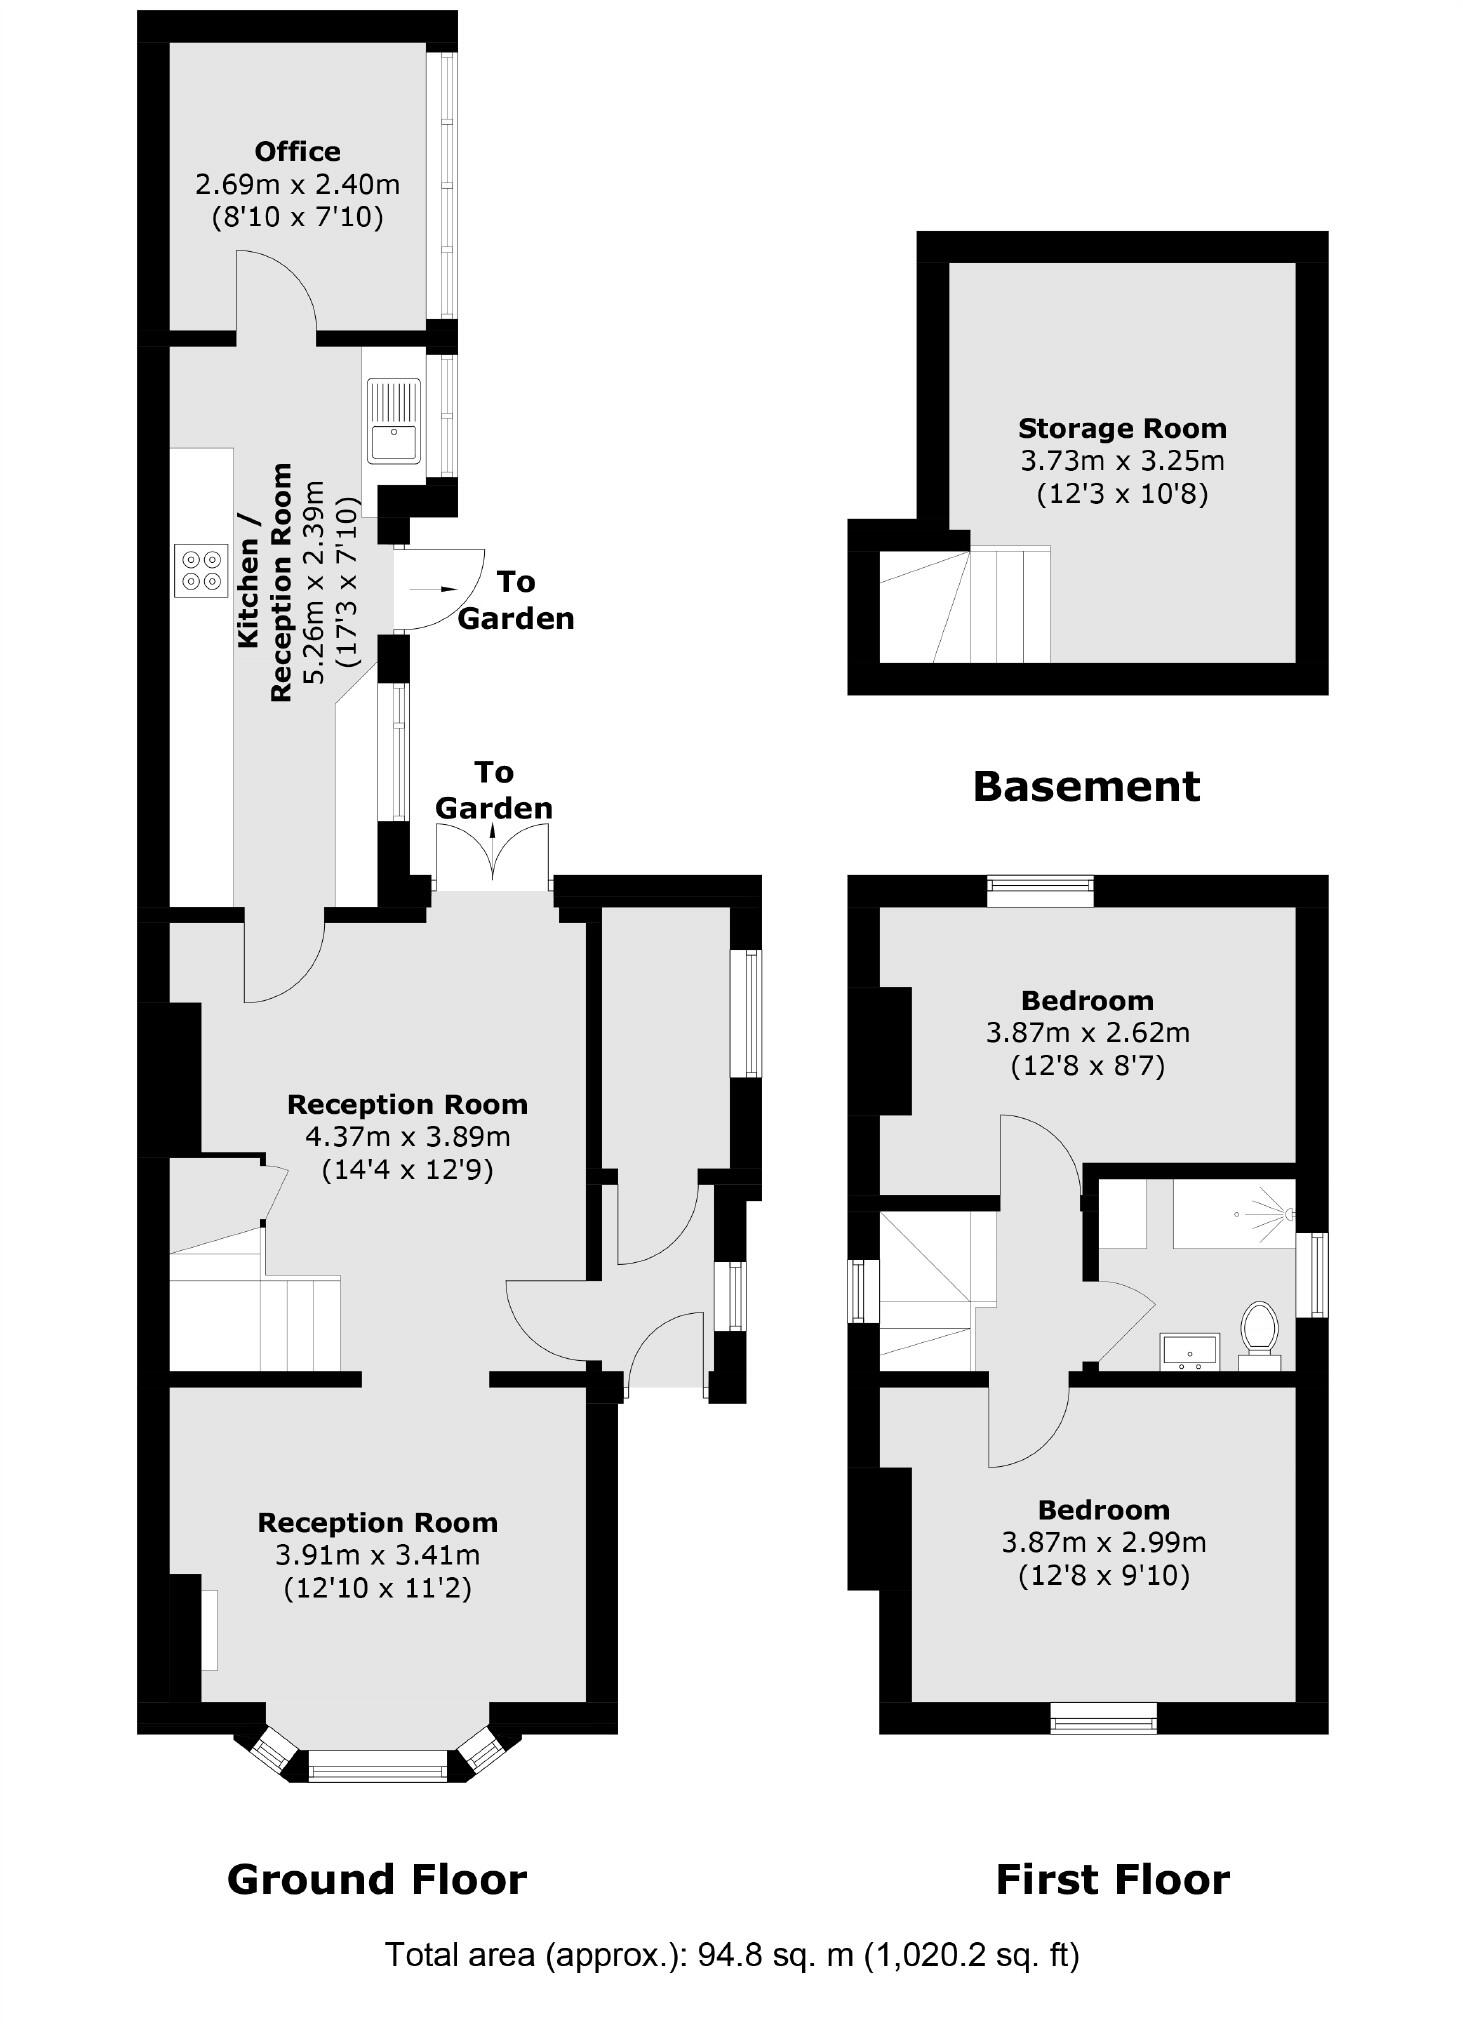 Office
2.69m x 2.40m
(8'10 x 7'10)
Kitchen /
Reception Room
5.26m x 2.39m
(17'3 x 7'10)
To
Garden
To
Garden
Reception Room
4.37m x 3.89m
(14'4 x 12'9)
Reception Room
3.91m x 3.41m
(12'10 x 11'2)
Ground Floor
Storage Room
3.73m x 3.25m
(12'3 x 10'8)
Basement
Bedroom
3.87m x 2.62m
(12'8 x 8'7)
Bedroom
3.87m x 2.99m
(12'8 x 9'10)
First Floor
Total area (approx.): 94.8 sq. m (1,020.2 sq. ft)